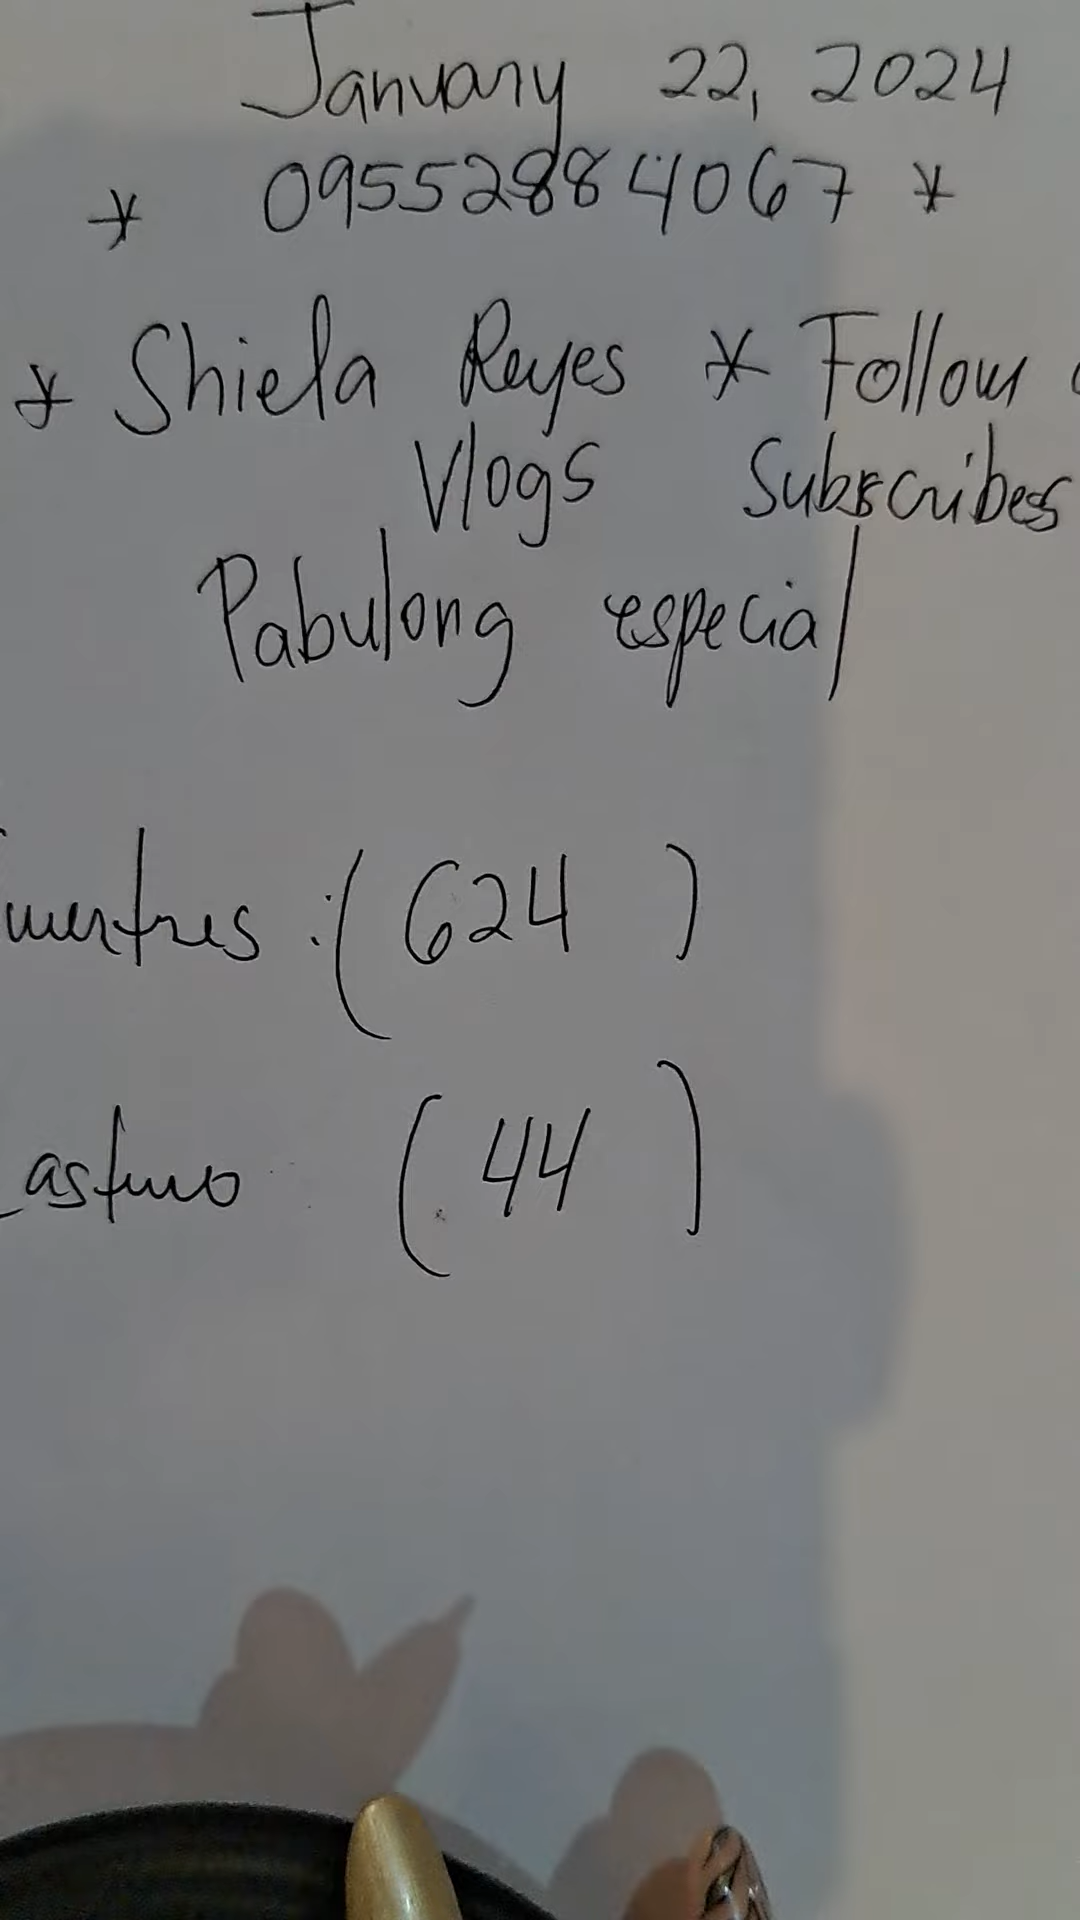 January 22, 2024
* 09552884067 *
* Shiela Reyes * Follow
Vlogs Subscribes
Pabulong especial
:( 624 )
( 44 )